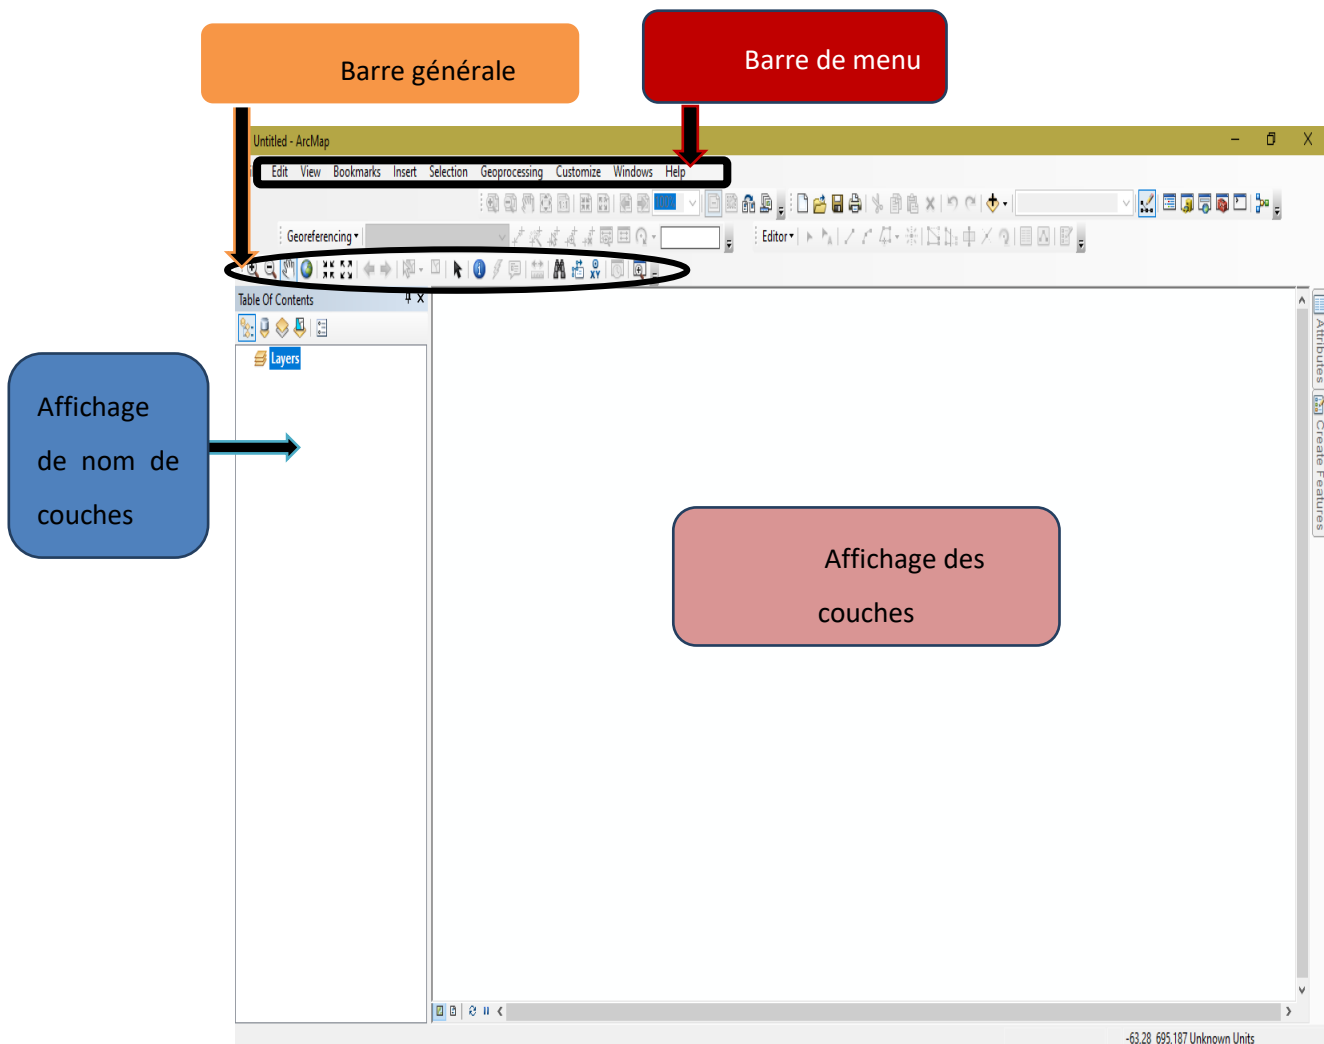 Barre générale
Barre de menu
Untitled - ArcMap
Edit View Bookmarks Insert Selection Geoprocessing Customize Windows Help
Georeferencing
Editor
XY
Table Of Contents
Layers
Attributes
Create Features
Affichage
de nom de
couches
Affichage des
couches
-63.28 695.187 Unknown Units